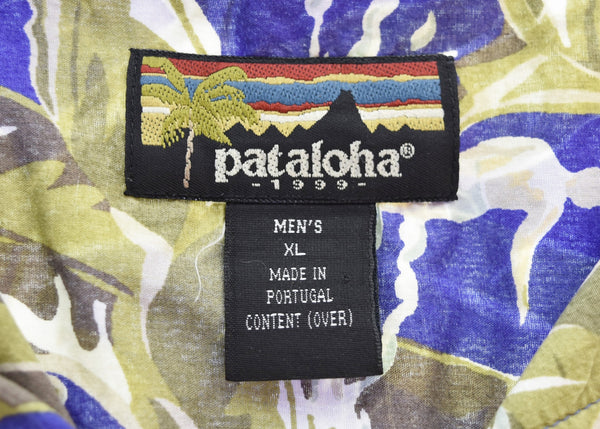 pataloha®
-1999-
MEN'S
XL
MADE IN
PORTUGAL
CONTENT (OVER)